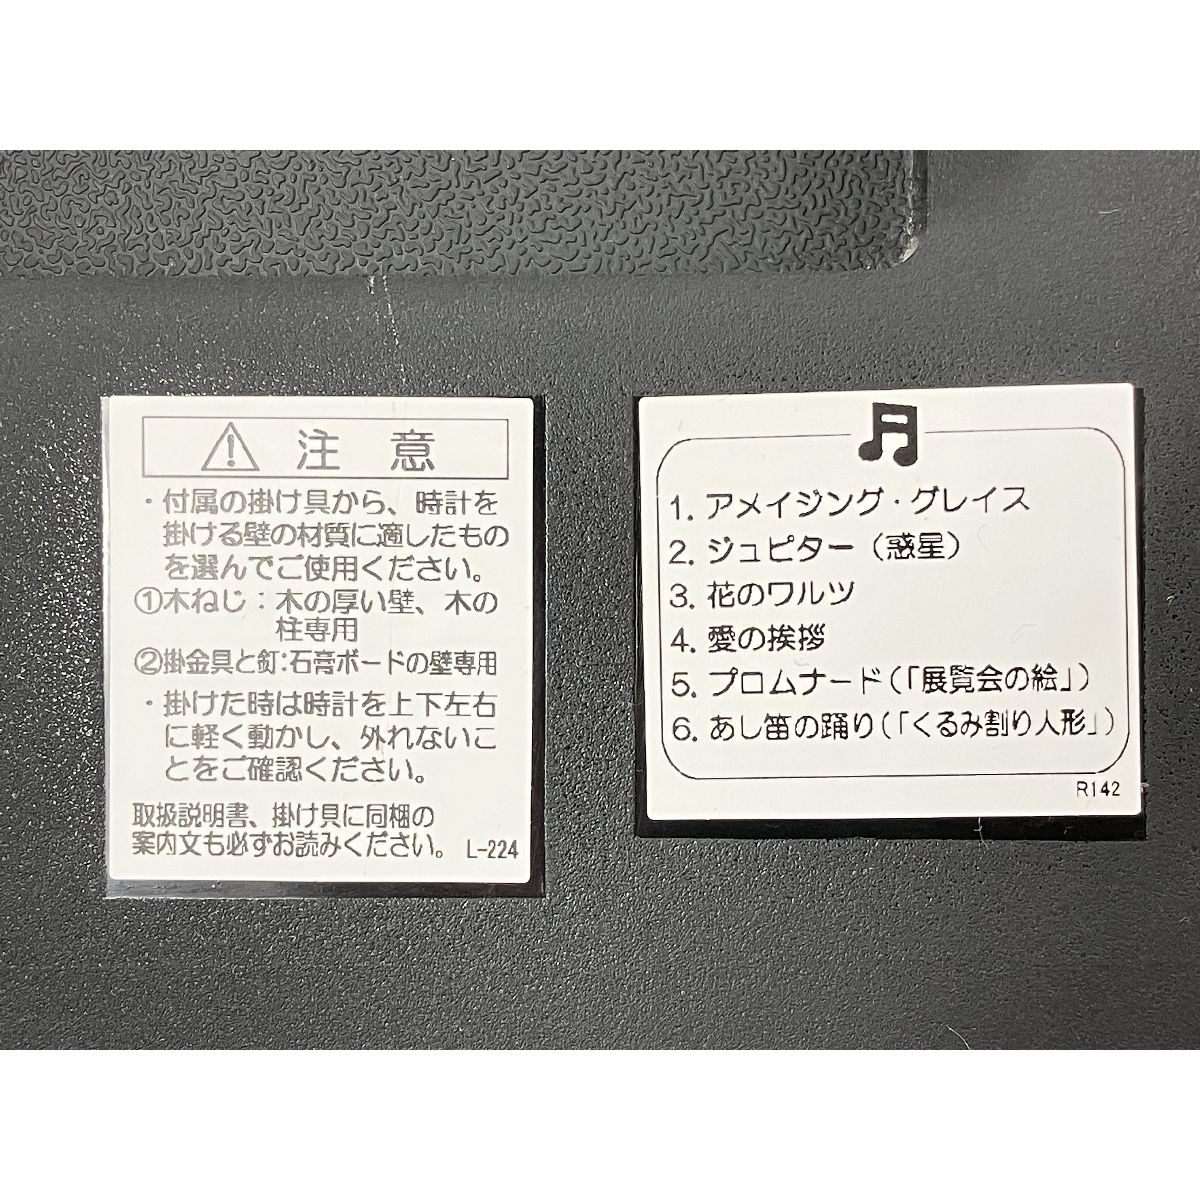 注意
・付属の掛け具から、時計を
掛ける壁の材質に適したもの
を選んでご使用ください。
①木ねじ：木の厚い壁、木の
柱専用
②掛金具と釘：石膏ボードの壁専用
・掛けた時は時計を上下左右
に軽く動かし、外れないこ
とをご確認ください。
取扱説明書、掛け具に同梱の
案内文も必ずお読みください。 L-224
1. アメイジング・グレイス
2. ジュピター（惑星）
3. 花のワルツ
4. 愛の挨拶
5. プロムナード（「展覧会の絵」）
6. あし笛の踊り（「くるみ割り人形」）
R142